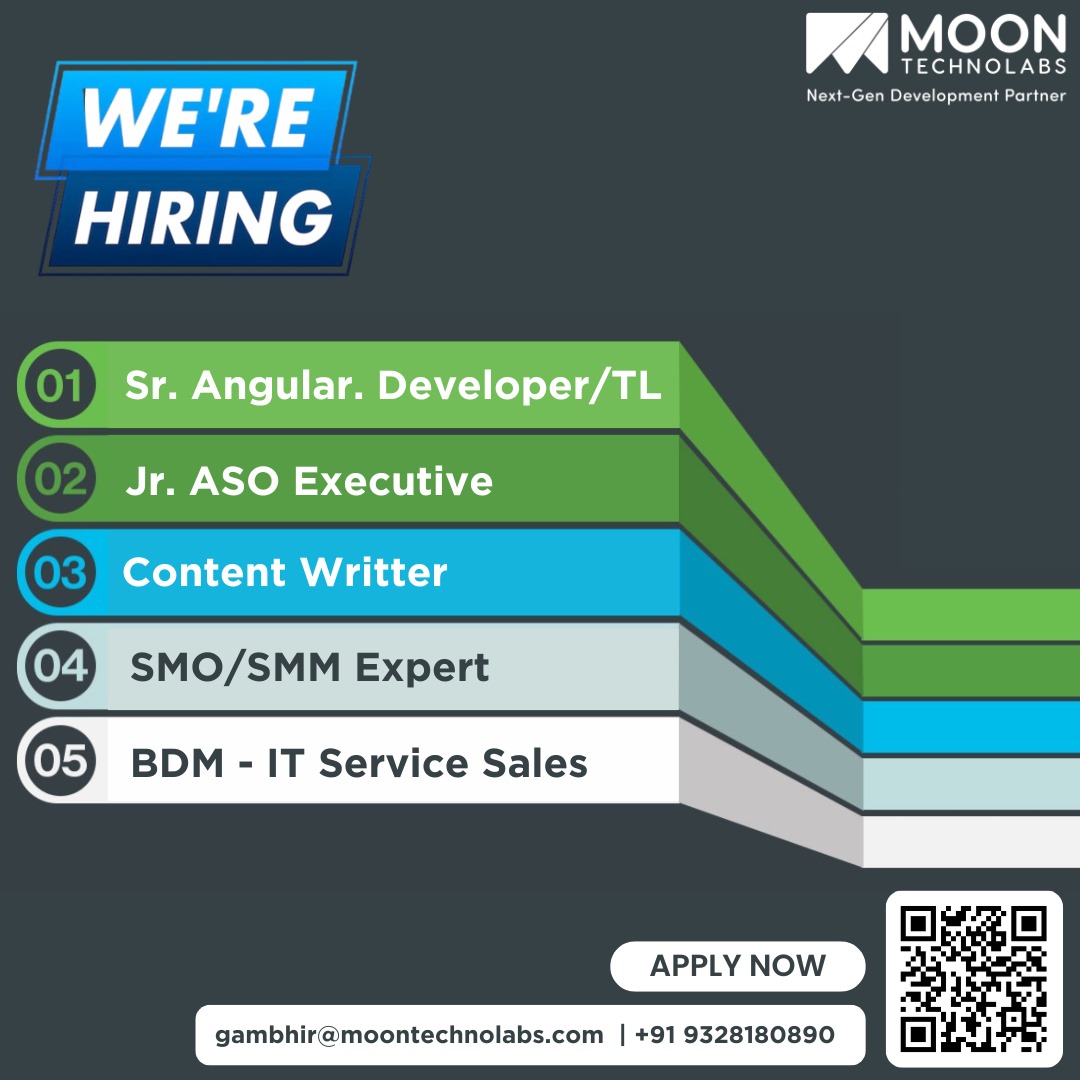 MOON
TECHNOLABS
Next-Gen Development Partner
WE'RE
HIRING
01 Sr. Angular. Developer/TL
02 Jr. ASO Executive
03 Content Writter
04 SMO/SMM Expert
05 BDM - IT Service Sales
APPLY NOW
gambhir@moontechnolabs.com | +91 9328180890